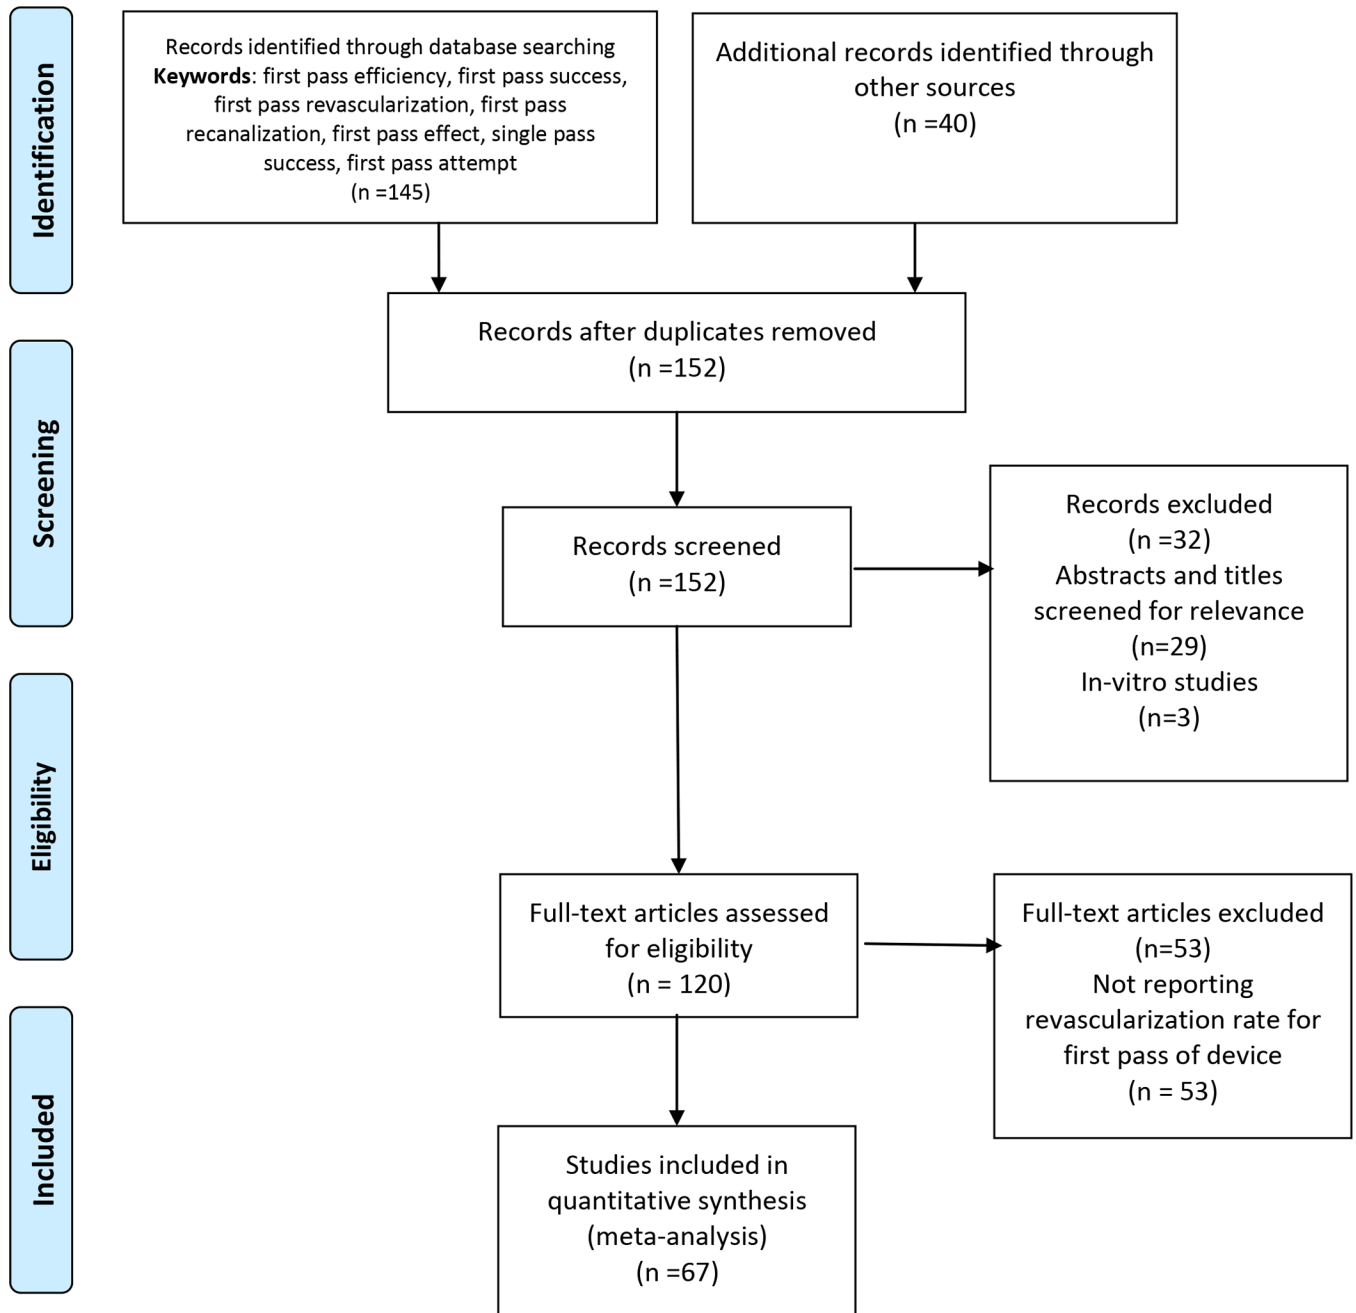 Identification
Records identified through database searching
Keywords: first pass efficiency, first pass success,
first pass revascularization, first pass
recanalization, first pass effect, single pass
success, first pass attempt
(n =145)
Additional records identified through
other sources
(n =40)
Records after duplicates removed
(n =152)
Screening
Records screened
(n =152)
Records excluded
(n =32)
Abstracts and titles
screened for relevance
(n=29)
In-vitro studies
(n=3)
Eligibility
Full-text articles assessed
for eligibility
(n = 120)
Full-text articles excluded
(n=53)
Not reporting
revascularization rate for
first pass of device
(n = 53)
Included
Studies included in
quantitative synthesis
(meta-analysis)
(n =67)